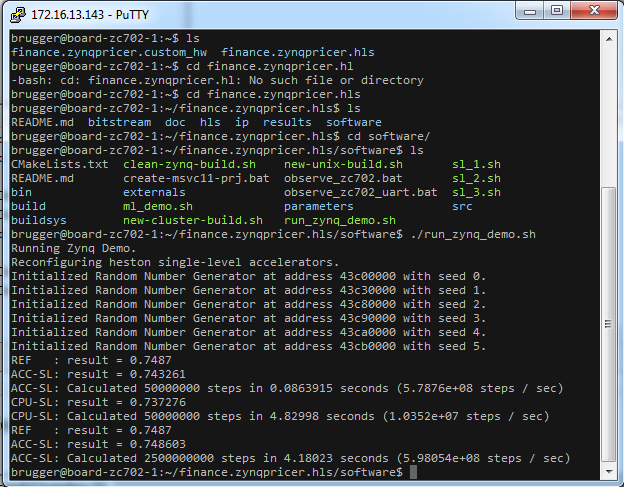 172.16.13.143 - PuTTY
brugger@board-zc702-1:~$ ls
finance.zynqpricer.custom_hw  finance.zynqpricer.hls
brugger@board-zc702-1:~$ cd finance.zynqpricer.hl
-bash: cd: finance.zynqpricer.hl: No such file or directory
brugger@board-zc702-1:~$ cd finance.zynqpricer.hls
brugger@board-zc702-1:~/finance.zynqpricer.hls$ ls
README.md  bitstream  doc  hls  ip  results  software
brugger@board-zc702-1:~/finance.zynqpricer.hls$ cd software/
brugger@board-zc702-1:~/finance.zynqpricer.hls/software$ ls
CMakeLists.txt  clean-zynq-build.sh    new-unix-build.sh       sl_1.sh
README.md       create-msvc11-prj.bat  observe_zc702.bat       sl_2.sh
bin             externals              observe_zc702_uart.bat  sl_3.sh
build           ml_demo.sh             parameters              src
buildsys        new-cluster-build.sh   run_zynq_demo.sh
brugger@board-zc702-1:~/finance.zynqpricer.hls/software$ ./run_zynq_demo.sh
Running Zynq Demo.
Reconfiguring heston single-level accelerators.
Initialized Random Number Generator at address 43c00000 with seed 0.
Initialized Random Number Generator at address 43c30000 with seed 1.
Initialized Random Number Generator at address 43c80000 with seed 2.
Initialized Random Number Generator at address 43c90000 with seed 3.
Initialized Random Number Generator at address 43ca0000 with seed 4.
Initialized Random Number Generator at address 43cb0000 with seed 5.
REF   : result = 0.7487
ACC-SL: result = 0.743261
ACC-SL: Calculated 50000000 steps in 0.0863915 seconds (5.7876e+08 steps / sec)
CPU-SL: result = 0.737276
CPU-SL: Calculated 50000000 steps in 4.82998 seconds (1.0352e+07 steps / sec)
REF   : result = 0.7487
ACC-SL: result = 0.748603
ACC-SL: Calculated 2500000000 steps in 4.18023 seconds (5.98054e+08 steps / sec)
brugger@board-zc702-1:~/finance.zynqpricer.hls/software$